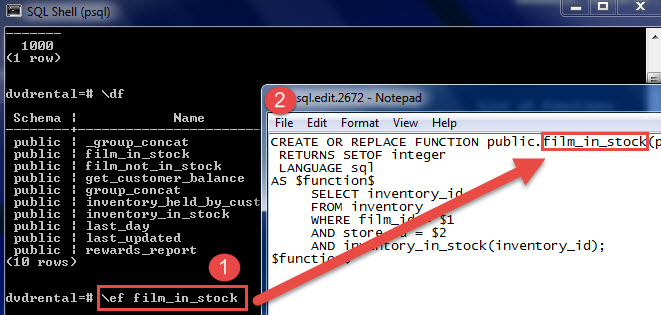 SQL Shell (psql)
-------
1000
(1 row)
dvdrental=# \df
Schema ¦ Name
public ¦ _group_concat
public ¦ film_in_stock
public ¦ film_not_in_stock
public ¦ get_customer_balance
public ¦ group_concat
public ¦ inventory_held_by_cust
public ¦ inventory_in_stock
public ¦ last_day
public ¦ last_updated
public ¦ rewards_report
(10 rows)
1
dvdrental=# \ef film_in_stock
2
sql.edit.2672 - Notepad
File Edit Format View Help
CREATE OR REPLACE FUNCTION public.film_in_stock(p
RETURNS SETOF integer
LANGUAGE sql
AS $function$
SELECT inventory_id
FROM inventory
WHERE film_id = $1
AND store_id = $2
AND inventory_in_stock(inventory_id);
$function$